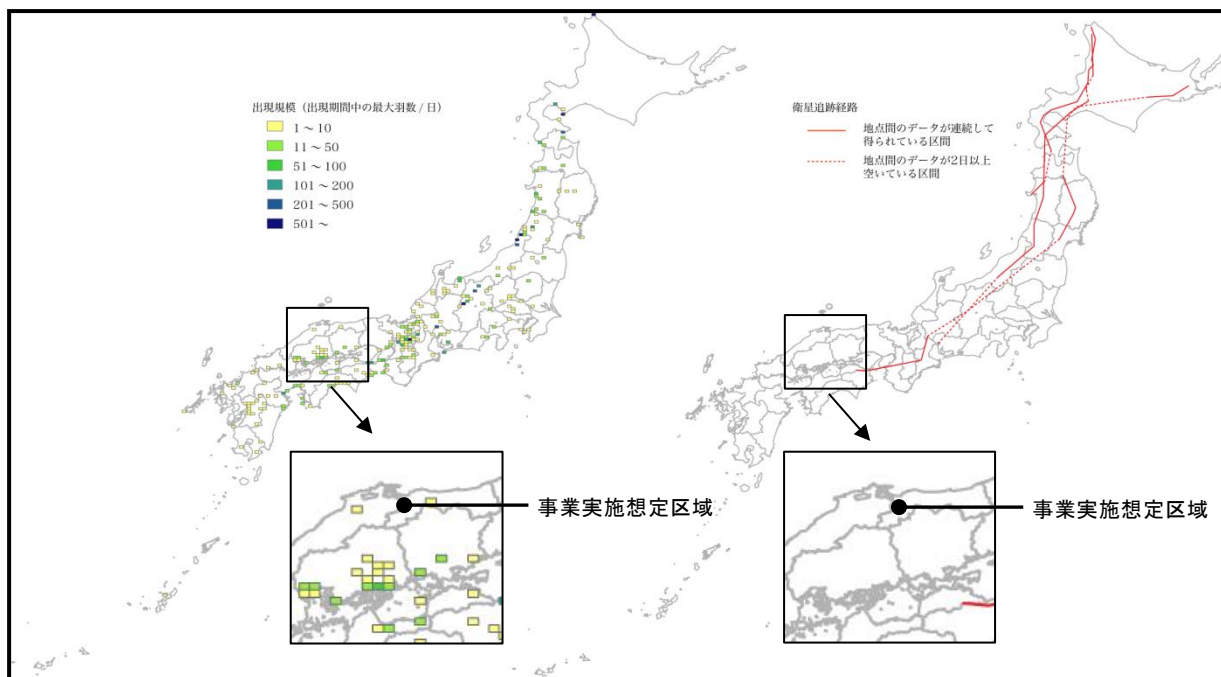 出現規模（出現期間中の最大羽数 / 日）
1～10
11～50
51～100
101～200
201～500
501～
事業実施想定区域
衛星追跡経路
地点間のデータが連続して
得られている区間
地点間のデータが2日以上
空いている区間
事業実施想定区域